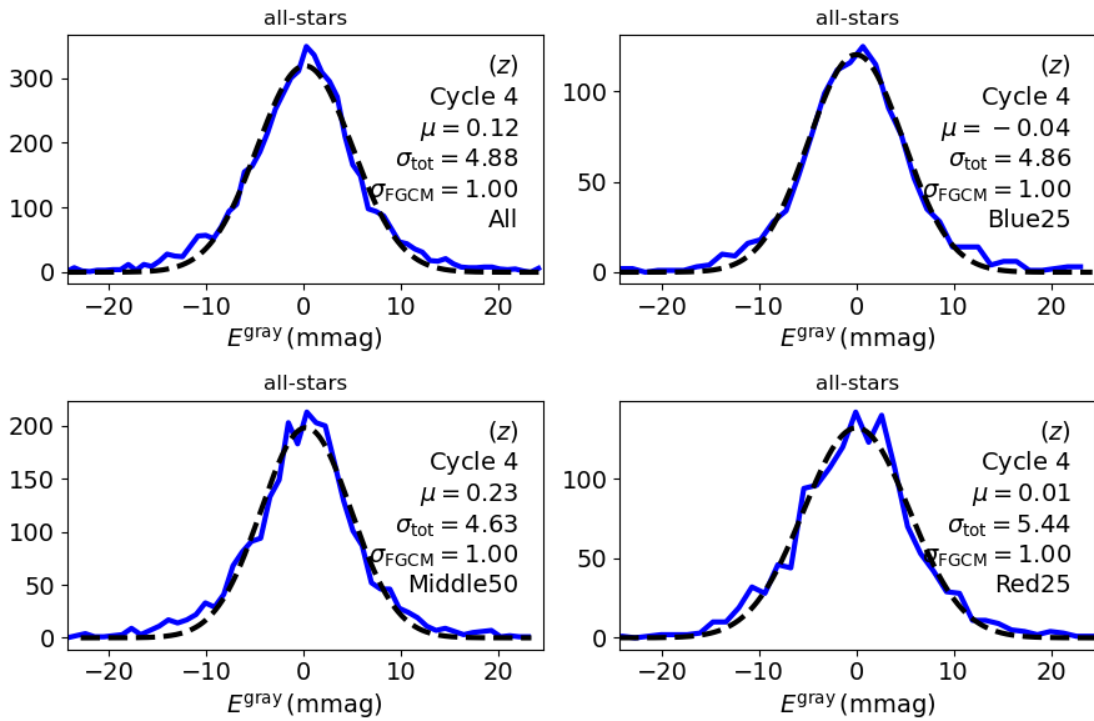 all-stars
300
200
100
0
−20
−10
0
10
20
(z)
Cycle 4
μ = 0.12
σtot = 4.88
σFGCM = 1.00
All
E^gray (mmag)
all-stars
100
50
0
−20
−10
0
10
20
(z)
Cycle 4
μ = −0.04
σtot = 4.86
σFGCM = 1.00
Blue25
E^gray (mmag)
all-stars
200
150
100
50
0
−20
−10
0
10
20
(z)
Cycle 4
μ = 0.23
σtot = 4.63
σFGCM = 1.00
Middle50
E^gray (mmag)
all-stars
100
50
0
−20
−10
0
10
20
(z)
Cycle 4
μ = 0.01
σtot = 5.44
σFGCM = 1.00
Red25
E^gray (mmag)